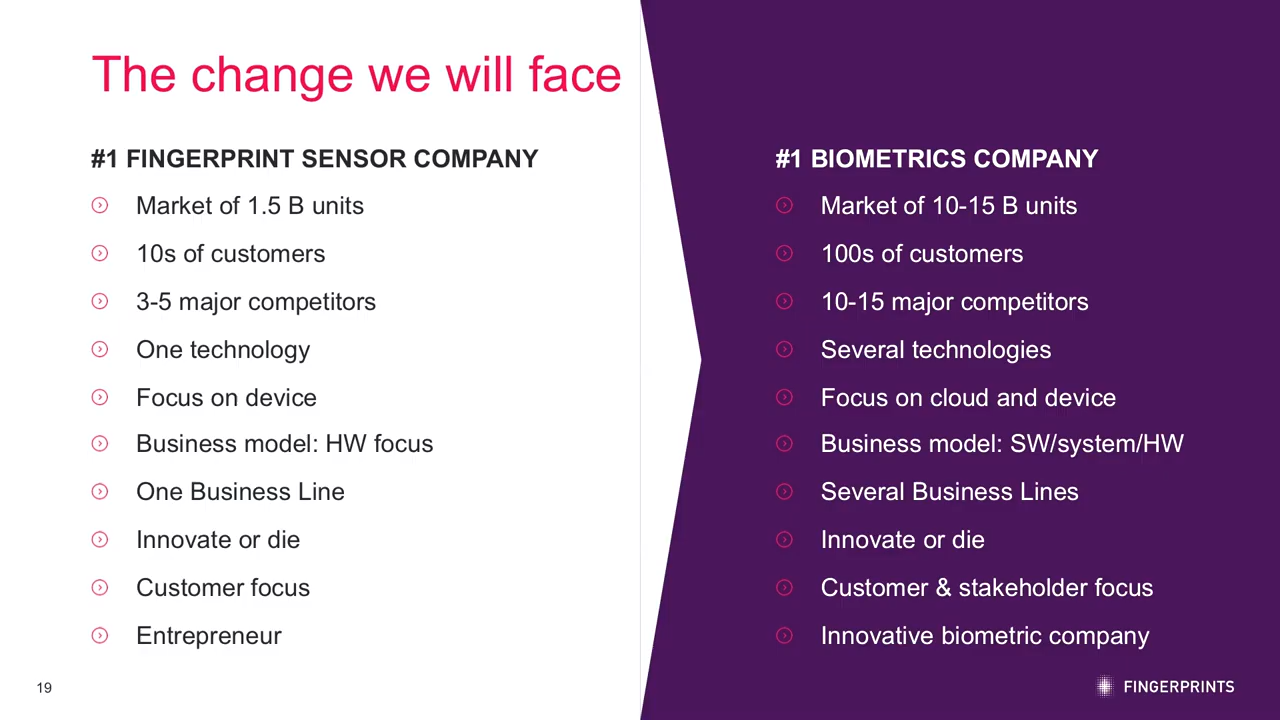 The change we will face
#1 FINGERPRINT SENSOR COMPANY
Market of 1.5 B units
10s of customers
3-5 major competitors
One technology
Focus on device
Business model: HW focus
One Business Line
Innovate or die
Customer focus
Entrepreneur
#1 BIOMETRICS COMPANY
Market of 10-15 B units
100s of customers
10-15 major competitors
Several technologies
Focus on cloud and device
Business model: SW/system/HW
Several Business Lines
Innovate or die
Customer & stakeholder focus
Innovative biometric company
19
FINGERPRINTS